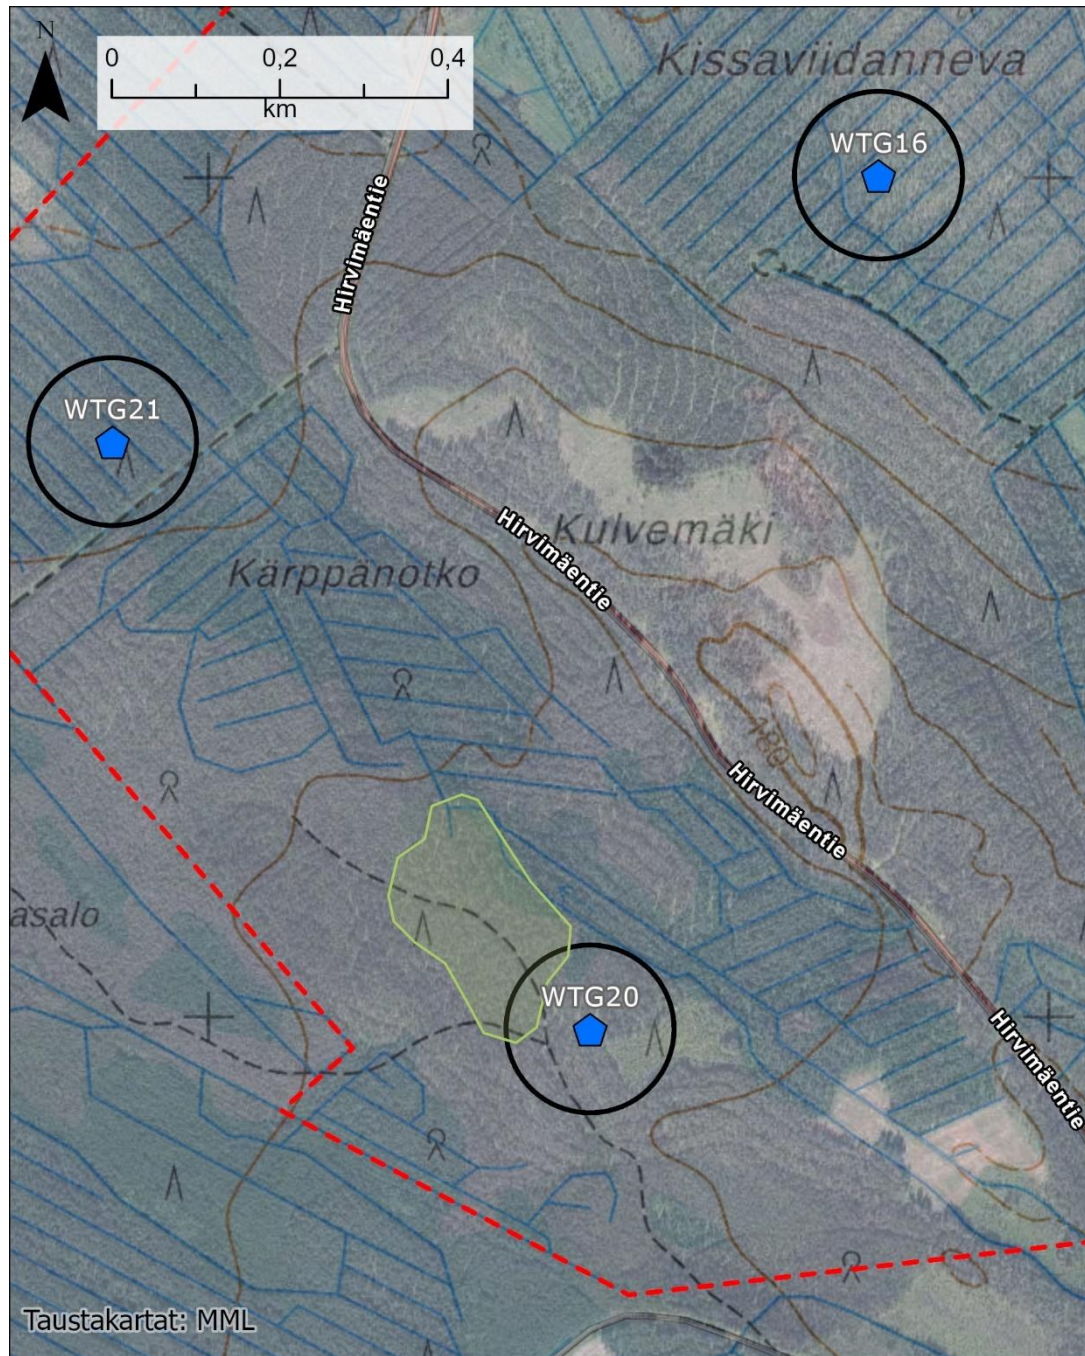 N
0 0,2 0,4
km
Kissaviidanneva
WTG16
Hirvimäentie
WTG21
Hirvimäentie
Kulvemäki
Kärppänotko
180
Hirvimäentie
asalo
WTG20
Hirvimäentie
Taustakartat: MML